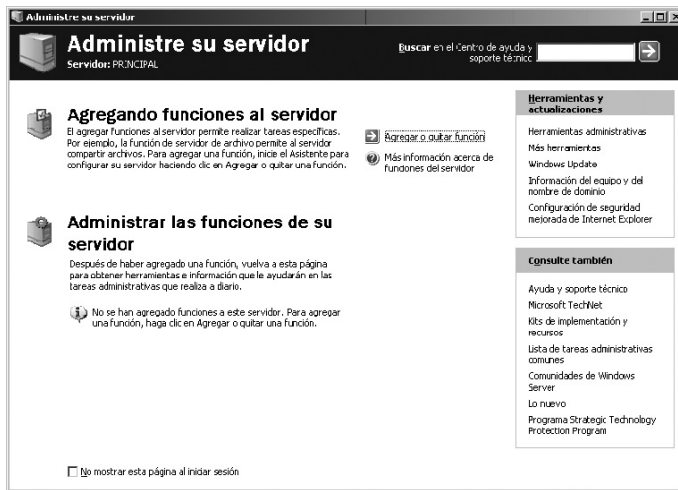 Administre su servidor
Administre su servidor
Servidor: PRINCIPAL
Buscar en el Centro de ayuda y
soporte técnico
Agregando funciones al servidor
El agregar funciones al servidor permite realizar tareas específicas.
Por ejemplo, la función de servidor de archivo permite al servidor
compartir archivos. Para agregar una función, inicie el Asistente para
configurar su servidor haciendo clic en Agregar o quitar una función.
Agregar o quitar función
Más información acerca de
funciones del servidor
Administrar las funciones de su
servidor
Después de haber agregado una función, vuelva a esta página
para obtener herramientas e información que le ayudarán en las
tareas administrativas que realiza a diario.
No se han agregado funciones a este servidor. Para agregar
una función, haga clic en Agregar o quitar una función.
Herramientas y
actualizaciones
Herramientas administrativas
Más herramientas
Windows Update
Información del equipo y del
nombre de dominio
Configuración de seguridad
mejorada de Internet Explorer
Consulte también
Ayuda y soporte técnico
Microsoft TechNet
Kits de implementación y
recursos
Lista de tareas administrativas
comunes
Comunidades de Windows
Server
Lo nuevo
Programa Strategic Technology
Protection Program
No mostrar esta página al iniciar sesión